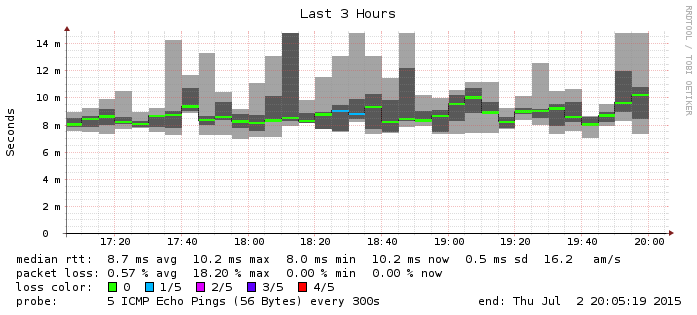 Last 3 Hours
RRDTOOL / TOBI OETIKER
Seconds
14 m
12 m
10 m
8 m
6 m
4 m
2 m
0
17:20 17:40 18:00 18:20 18:40 19:00 19:20 19:40 20:00
median rtt: 8.7 ms avg 10.2 ms max 8.0 ms min 10.2 ms now 0.5 ms sd 16.2 am/s
packet loss: 0.57 % avg 18.20 % max 0.00 % min 0.00 % now
loss color: 0 1/5 2/5 3/5 4/5
probe: 5 ICMP Echo Pings (56 Bytes) every 300s end: Thu Jul 2 20:05:19 2015